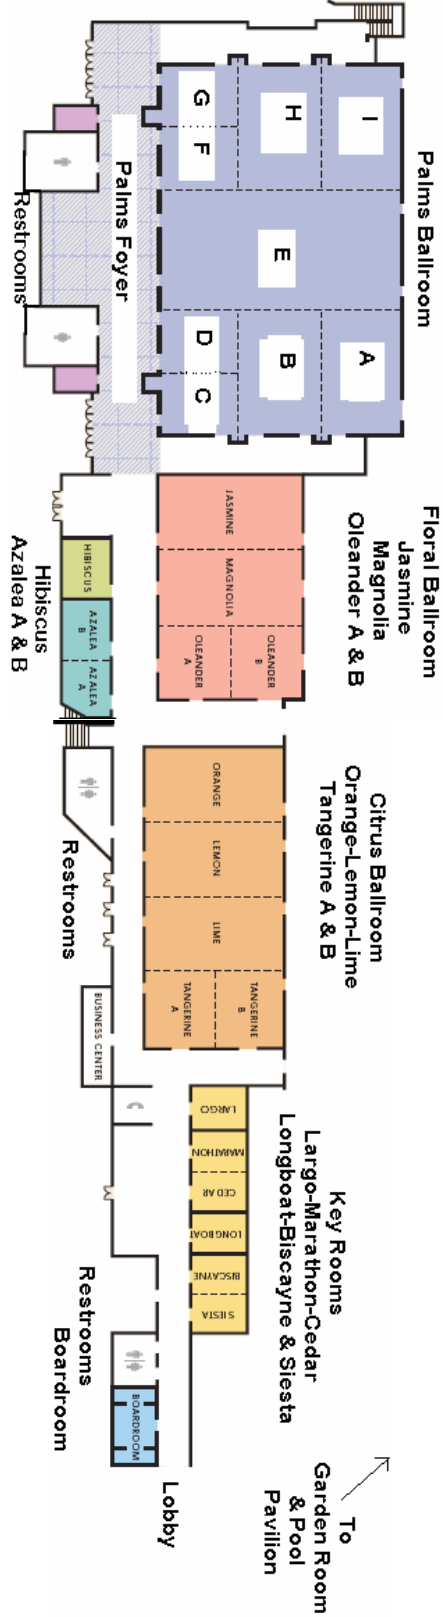 Palms Ballroom
I
H
G
F
E
A
B
D
C
Palms Foyer
Restrooms
Floral Ballroom
Jasmine
Magnolia
Oleander A & B
JASMINE
MAGNOLIA
OLEANDER
B
OLEANDER
A
HIBISCUS
AZALEA
B
AZALEA
A
Hibiscus
Azalea A & B
Citrus Ballroom
Orange-Lemon-Lime
Tangerine A & B
ORANGE
LEMON
LIME
TANGERINE
B
TANGERINE
A
Restrooms
BUSINESS CENTER
Key Rooms
Largo-Marathon-Cedar
Longboat-Biscayne & Siesta
LARGO
MARATHON
CEDAR
LONGBOAT
BISCAYNE
SIESTA
Restrooms
Boardroom
BOARDROOM
Lobby
To
Garden Room
& Pool
Pavilion